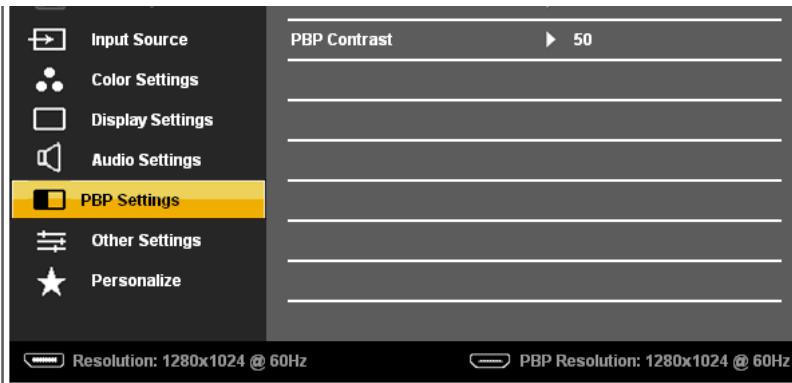 Input Source
PBP Contrast 50
Color Settings
Display Settings
Audio Settings
PBP Settings
Other Settings
Personalize
Resolution: 1280x1024 @ 60Hz
PBP Resolution: 1280x1024 @ 60Hz